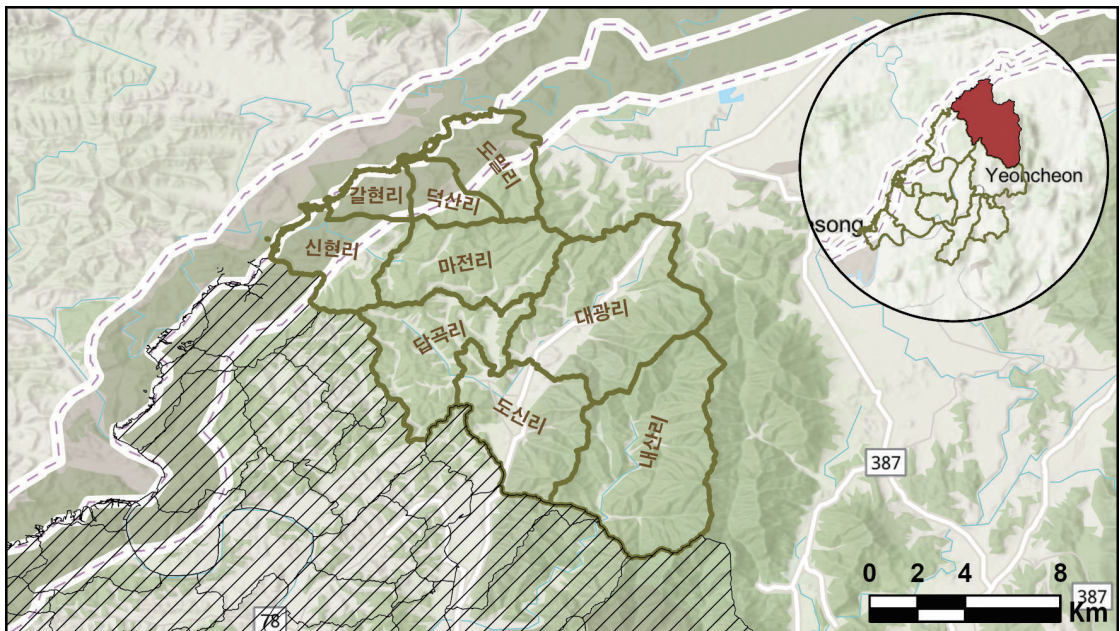 도밀리
갈현리
덕산리
신현리
마전리
대광리
답곡리
도신리
내산리
Yeoncheon
song
387
78
387
0 2 4 8
Km